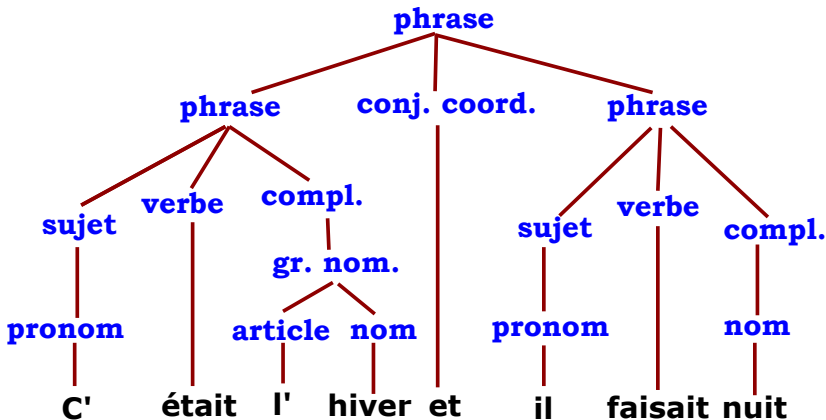 phrase
phrase conj. coord. phrase
sujet verbe compl. sujet verbe compl.
gr. nom.
pronom article nom pronom nom
C' était l' hiver et il faisait nuit